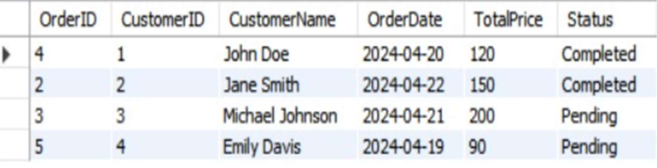 OrderID CustomerID CustomerName OrderDate TotalPrice Status
4 1 John Doe 2024-04-20 120 Completed
2 2 Jane Smith 2024-04-22 150 Completed
3 3 Michael Johnson 2024-04-21 200 Pending
5 4 Emily Davis 2024-04-19 90 Pending